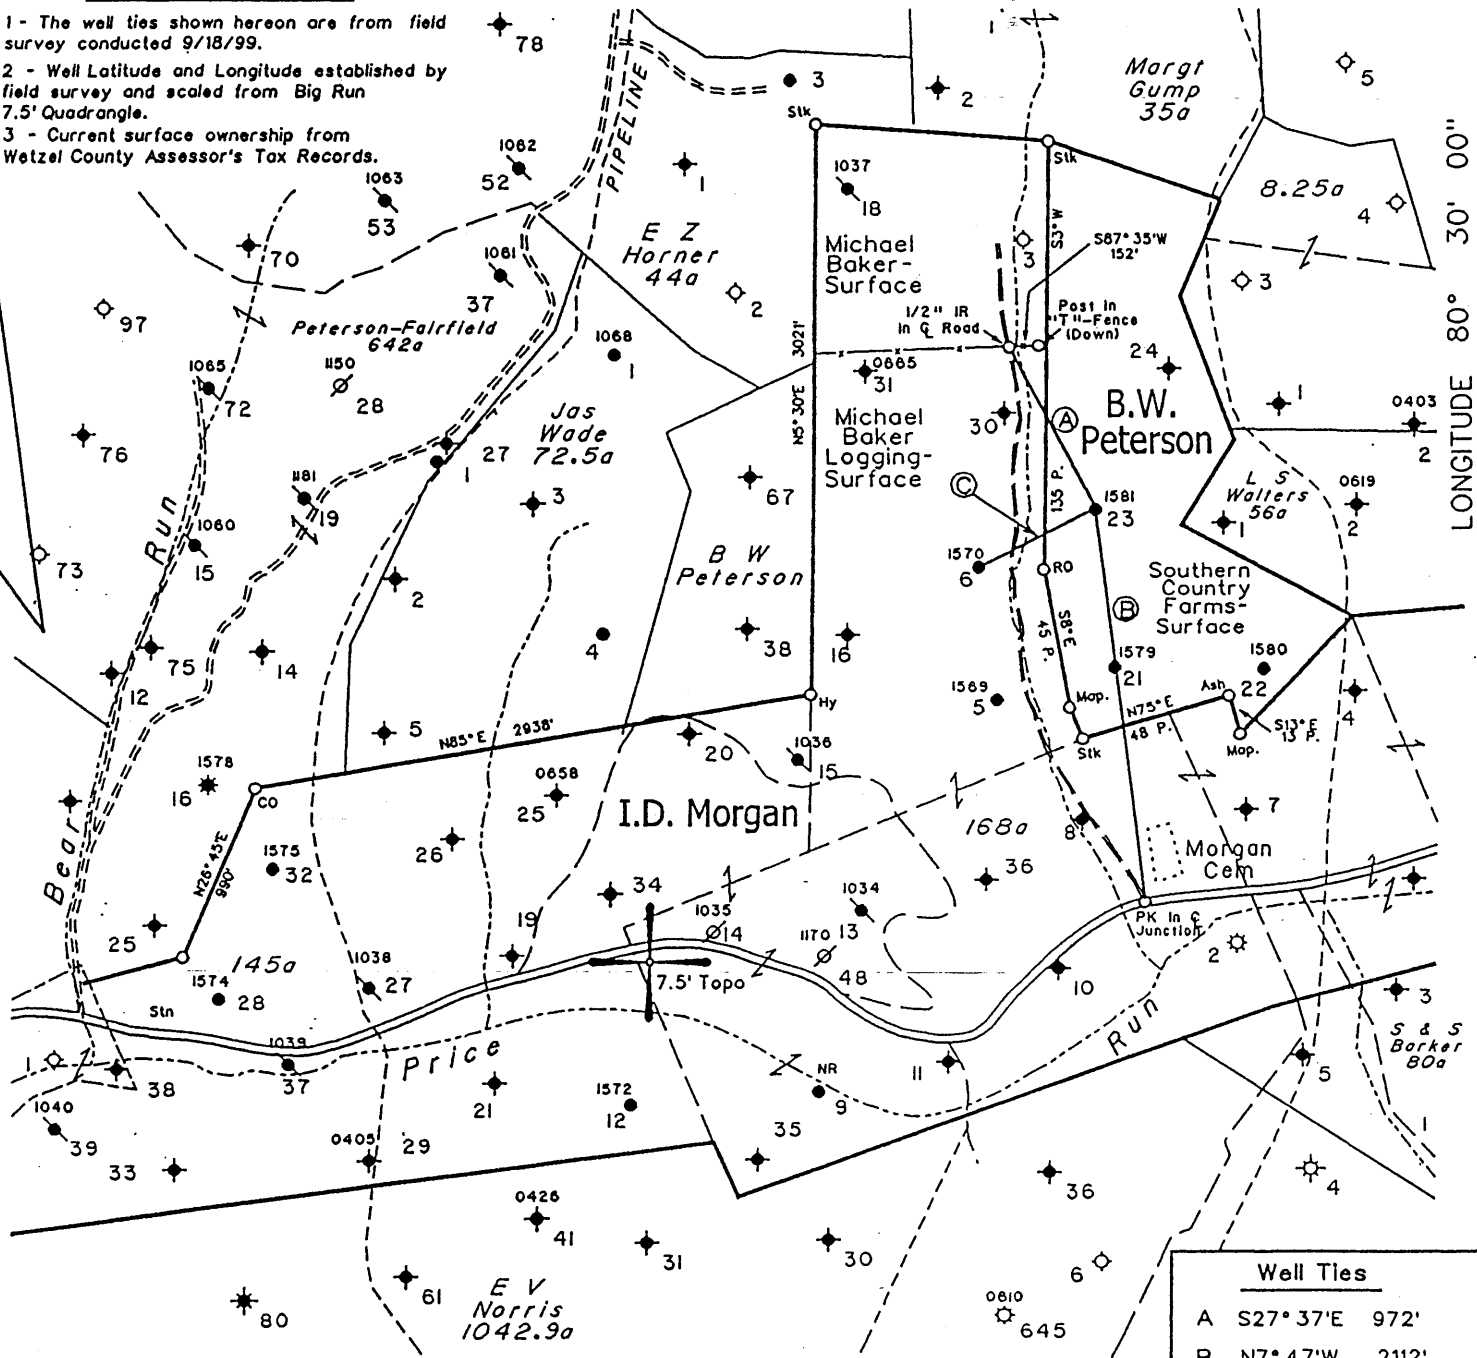 1 - The well ties shown hereon are from field
survey conducted 9/18/99.
2 - Well Latitude and Longitude established by
field survey and scaled from Big Run
7.5' Quadrangle.
3 - Current surface ownership from
Wetzel County Assessor's Tax Records.
78
PIPELINE
3
Stk
2
1
Margt
Gump
35a
5
LONGITUDE 80° 30' 00"
1062
52
1063
53
1
1037
18
Stk
8.25a
4
70
E Z
Horner
44a
Michael
Baker-
Surface
3
S3°W
S87°35'W
152'
3
1061
37
2
97
Peterson-Fairfield
642a
1/2" IR
In ℄ Road
Post In
"T"-Fence
(Down)
1068
1
3021'
N5°30'E
0665
31
24
1065
72
1150
28
Jas
Wade
72.5a
Michael
Baker
Logging-
Surface
30
A
B.W.
Peterson
1
0403
2
76
27
1
67
C
135 P.
L S
Walters
56a
1
0619
2
1181
19
3
1581
23
1060
15
Run
73
B W
Peterson
1570
6
RO
Southern
Country
Farms-
Surface
2
B
S8°E
45 P.
4
38
16
75
14
12
1579
21
1580
22
Ash
1569
5
Map.
Hy
N75°E
48 P.
S13°E
13 P.
Map.
4
5
N85°E 2938'
Stk
20
1036
15
1578
16
CO
0658
25
I.D. Morgan
7
8
168a
26
Bear
N26°45'E
990'
1575
32
Morgan
Cem
36
34
1034
13
1035
14
25
19
PK In ℄
Junction
2
1170
48
145a
1038
27
7.5' Topo
10
3
1574
28
Stn
Run
S & S
Barker
80a
1
1039
37
Price
NR
9
11
5
38
21
1572
12
1040
39
1
0405
29
35
33
36
4
0426
41
31
30
6
61
E V
Norris
1042.9a
80
0610
645
Well Ties
A S27°37'E 972'
B N7°47'W 2112'